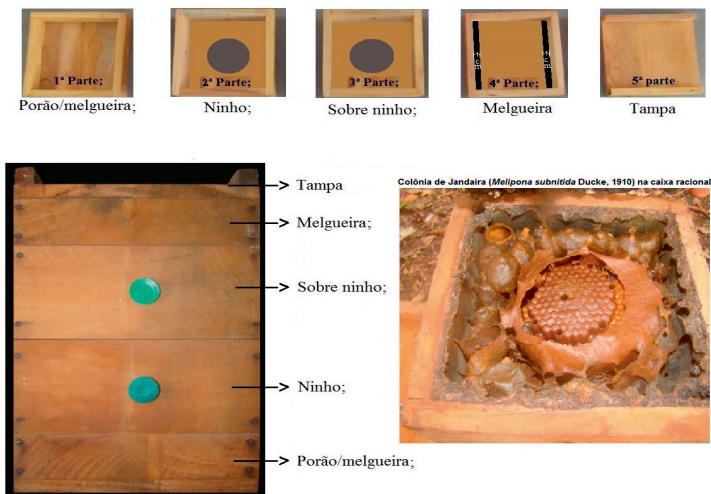 1ª Parte;
2ª Parte;
3ª Parte;
4ª Parte;
5ª parte
Porão/melgueira;
Ninho;
Sobre ninho;
Melgueira
Tampa
Tampa
Melgueira;
Sobre ninho;
Ninho;
Porão/melgueira;
Colônia de Jandaira (Melipona subnitida Ducke, 1910) na caixa racional